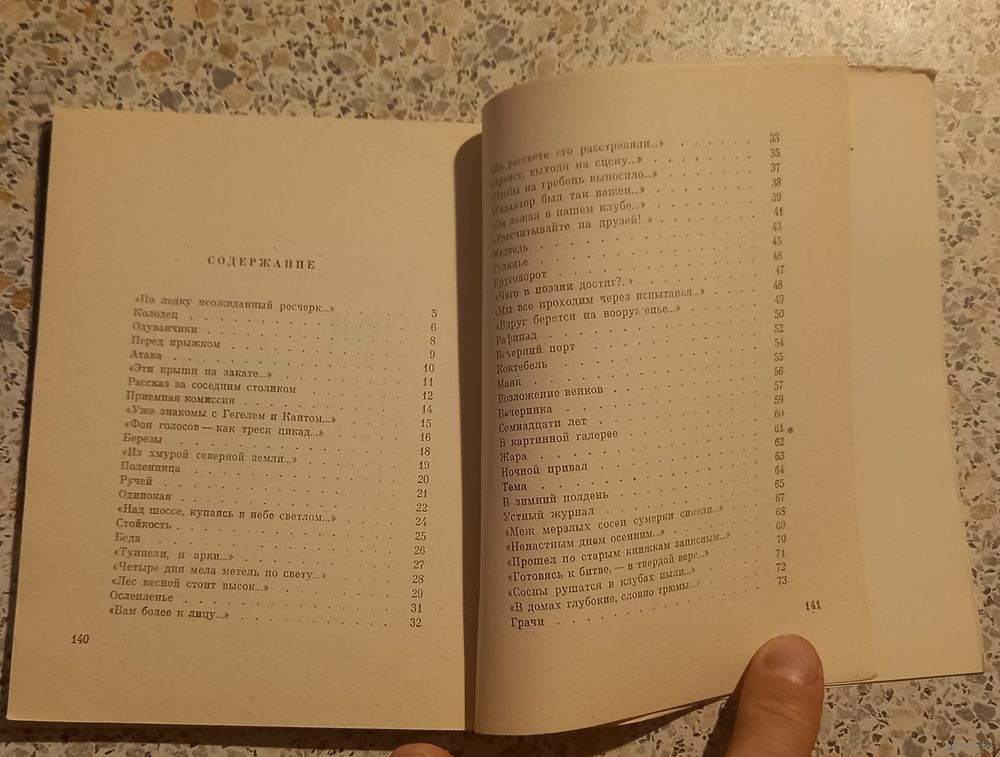 СОДЕРЖАНИЕ
«По ледку неожиданный росчерк...» 5
Колодец 6
Одуванчики 8
Перед прыжком 9
Атака 10
«Эти крыши на закате...» 11
Рассказ за соседним столиком 12
Приемная комиссия 14
«Уже знакомы с Гегелем и Кантом...» 15
«Фон голосов — как треск цикад...» 16
Березы 18
«Из хмурой северной земли...» 19
Поленница 20
Ручей 21
Одинокая 22
«Над шоссе, купаясь в небе светлом...» 24
Стойкость 25
Беда 26
«Туннели, и арки...» 27
«Четыре дня мела метель по свету...» 28
«Лес весной стоит высок...» 29
Ослепленье 31
«Вам более к лицу...» 32
140
«На рассвете его расстреляли...» 33
«Артист, выходя на сцену...» 35
«Чтобы на гребень выносило...» 37
«Редактор был так важен...» 38
«Он лежал в нашем клубе...» 39
«Рассчитывайте на друзей!..» 41
Медведь 43
Гулянье 45
Круговорот 46
«Чего в поэзии достиг?..» 47
«Мы все проходим через испытанья...» 48
«Вдруг берется на вооруженье...» 49
Рафинад 50
Вечерний порт 52
Коктебель 54
Маяк 55
Возложение венков 56
Вечеринка 57
Семнадцати лет 59
В картинной галерее 60
Жара 61
Ночной привал 62
Тема 63
В зимний полдень 64
Устный журнал 65
«Меж мерзлых сосен сумерки синели...» 67
«Ненастным днем осенним...» 68
«Прошел по старым книжкам записным...» 69
«Готовясь к битве, — в твердой вере...» 70
«Сосны рушатся в клубах пыли...» 71
«В домах глубокие, словно трюмы...» 72
Грачи 73
141